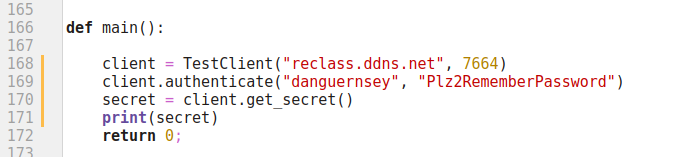 165
166 def main():
167
168 client = TestClient("reclass.ddns.net", 7664)
169 client.authenticate("danguernsey", "Plz2RememberPassword")
170 secret = client.get_secret()
171 print(secret)
172 return 0;
173